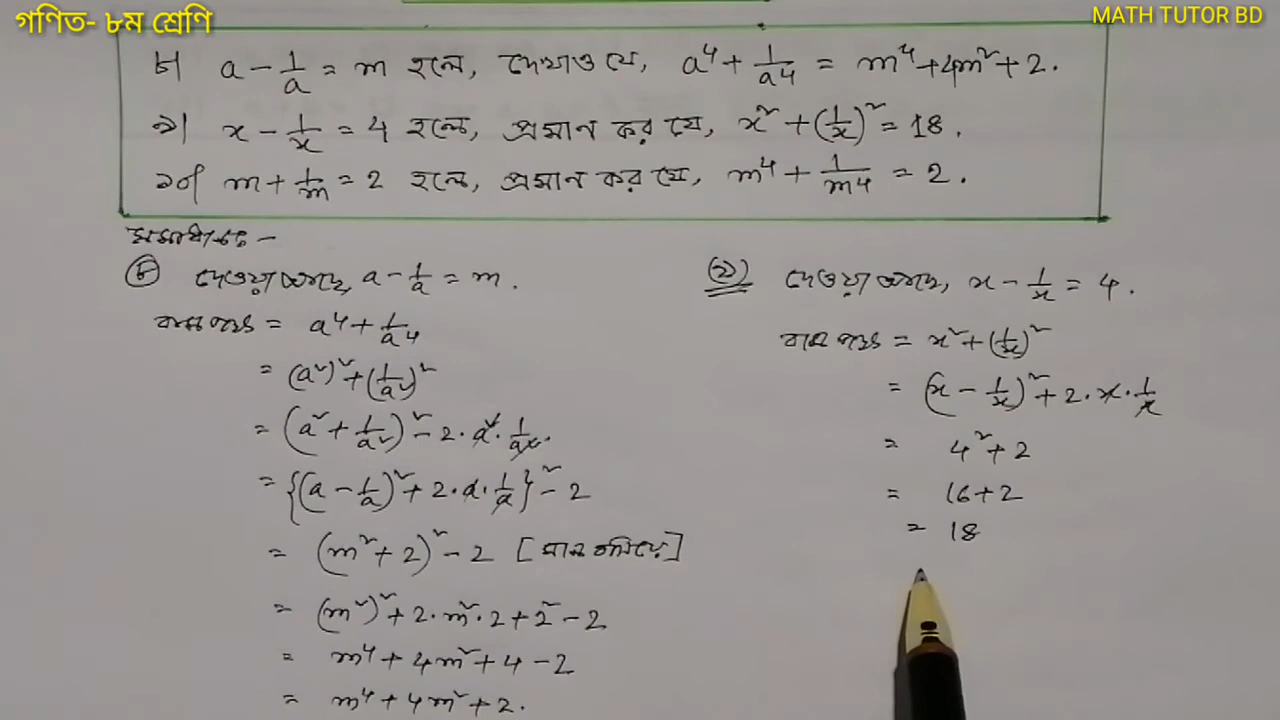 গণিত- ৮ম শ্রেণি
MATH TUTOR BD
৮। a - 1/a = m হলে, দেখাও যে, a⁴ + 1/a⁴ = m⁴ + 4m² + 2.
৯। x - 1/x = 4 হলে, প্রমান কর যে, x² + (1/x)² = 18.
১০। m + 1/m = 2 হলে, প্রমান কর যে, m⁴ + 1/m⁴ = 2.
সমাধানঃ -
(৮) দেওয়া আছে, a - 1/a = m.
বামপক্ষ = a⁴ + 1/a⁴
= (a²)² + (1/a²)²
= (a² + 1/a²)² - 2·a²·1/a².
= {(a - 1/a)² + 2·a·1/a}² - 2
= (m² + 2)² - 2 [মান বসিয়ে]
= (m²)² + 2·m²·2 + 2² - 2
= m⁴ + 4m² + 4 - 2
= m⁴ + 4m² + 2.
(৯) দেওয়া আছে, x - 1/x = 4.
বামপক্ষ = x² + (1/x)²
= (x - 1/x)² + 2·x·1/x
= 4² + 2
= 16 + 2
= 18